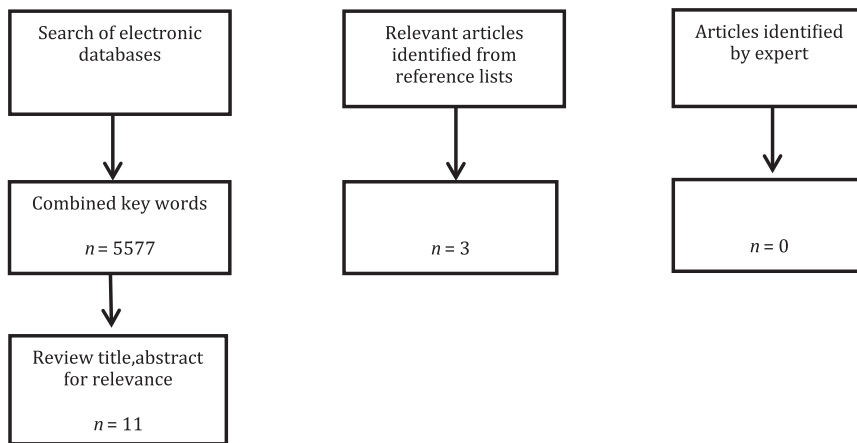 Search of electronic
databases
Relevant articles
identified from
reference lists
Articles identified
by expert
Combined key words
n = 5577
n = 3
n = 0
Review title,abstract
for relevance
n = 11